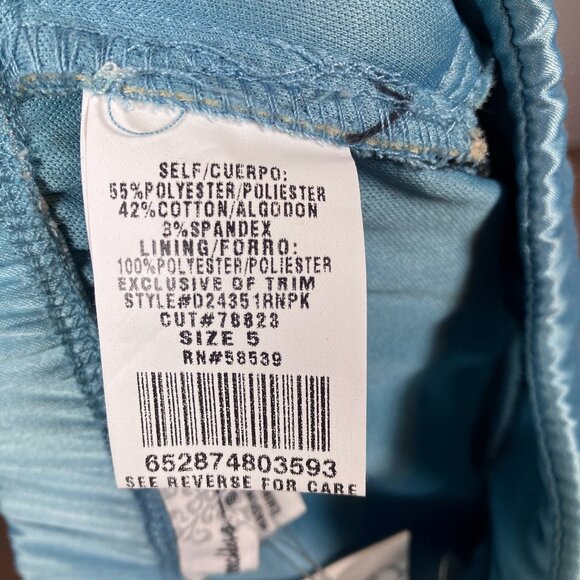 SELF/CUERPO:
55%POLYESTER/POLIESTER
42%COTTON/ALGODON
3%SPANDEX
LINING/FORRO:
100%POLYESTER/POLIESTER
EXCLUSIVE OF TRIM
STYLE#D24351RNPK
CUT#78823
SIZE 5
RN#58539
652874803593
SEE REVERSE FOR CARE